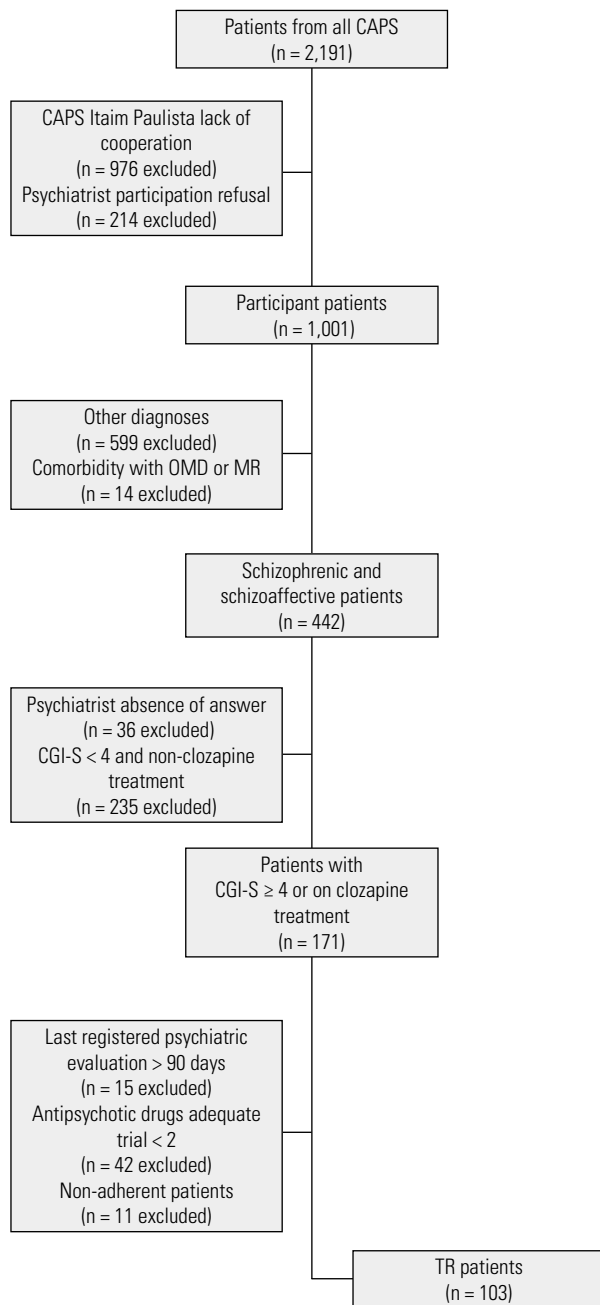 Patients from all CAPS
(n = 2,191)
CAPS Itaim Paulista lack of
cooperation
(n = 976 excluded)
Psychiatrist participation refusal
(n = 214 excluded)
Participant patients
(n = 1,001)
Other diagnoses
(n = 599 excluded)
Comorbidity with OMD or MR
(n = 14 excluded)
Schizophrenic and
schizoaffective patients
(n = 442)
Psychiatrist absence of answer
(n = 36 excluded)
CGI-S < 4 and non-clozapine
treatment
(n = 235 excluded)
Patients with
CGI-S ≥ 4 or on clozapine
treatment
(n = 171)
Last registered psychiatric
evaluation > 90 days
(n = 15 excluded)
Antipsychotic drugs adequate
trial < 2
(n = 42 excluded)
Non-adherent patients
(n = 11 excluded)
TR patients
(n = 103)